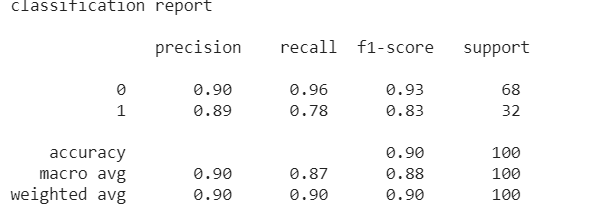 classification report
precision recall f1-score support
0 0.90 0.96 0.93 68
1 0.89 0.78 0.83 32
accuracy 0.90 100
macro avg 0.90 0.87 0.88 100
weighted avg 0.90 0.90 0.90 100